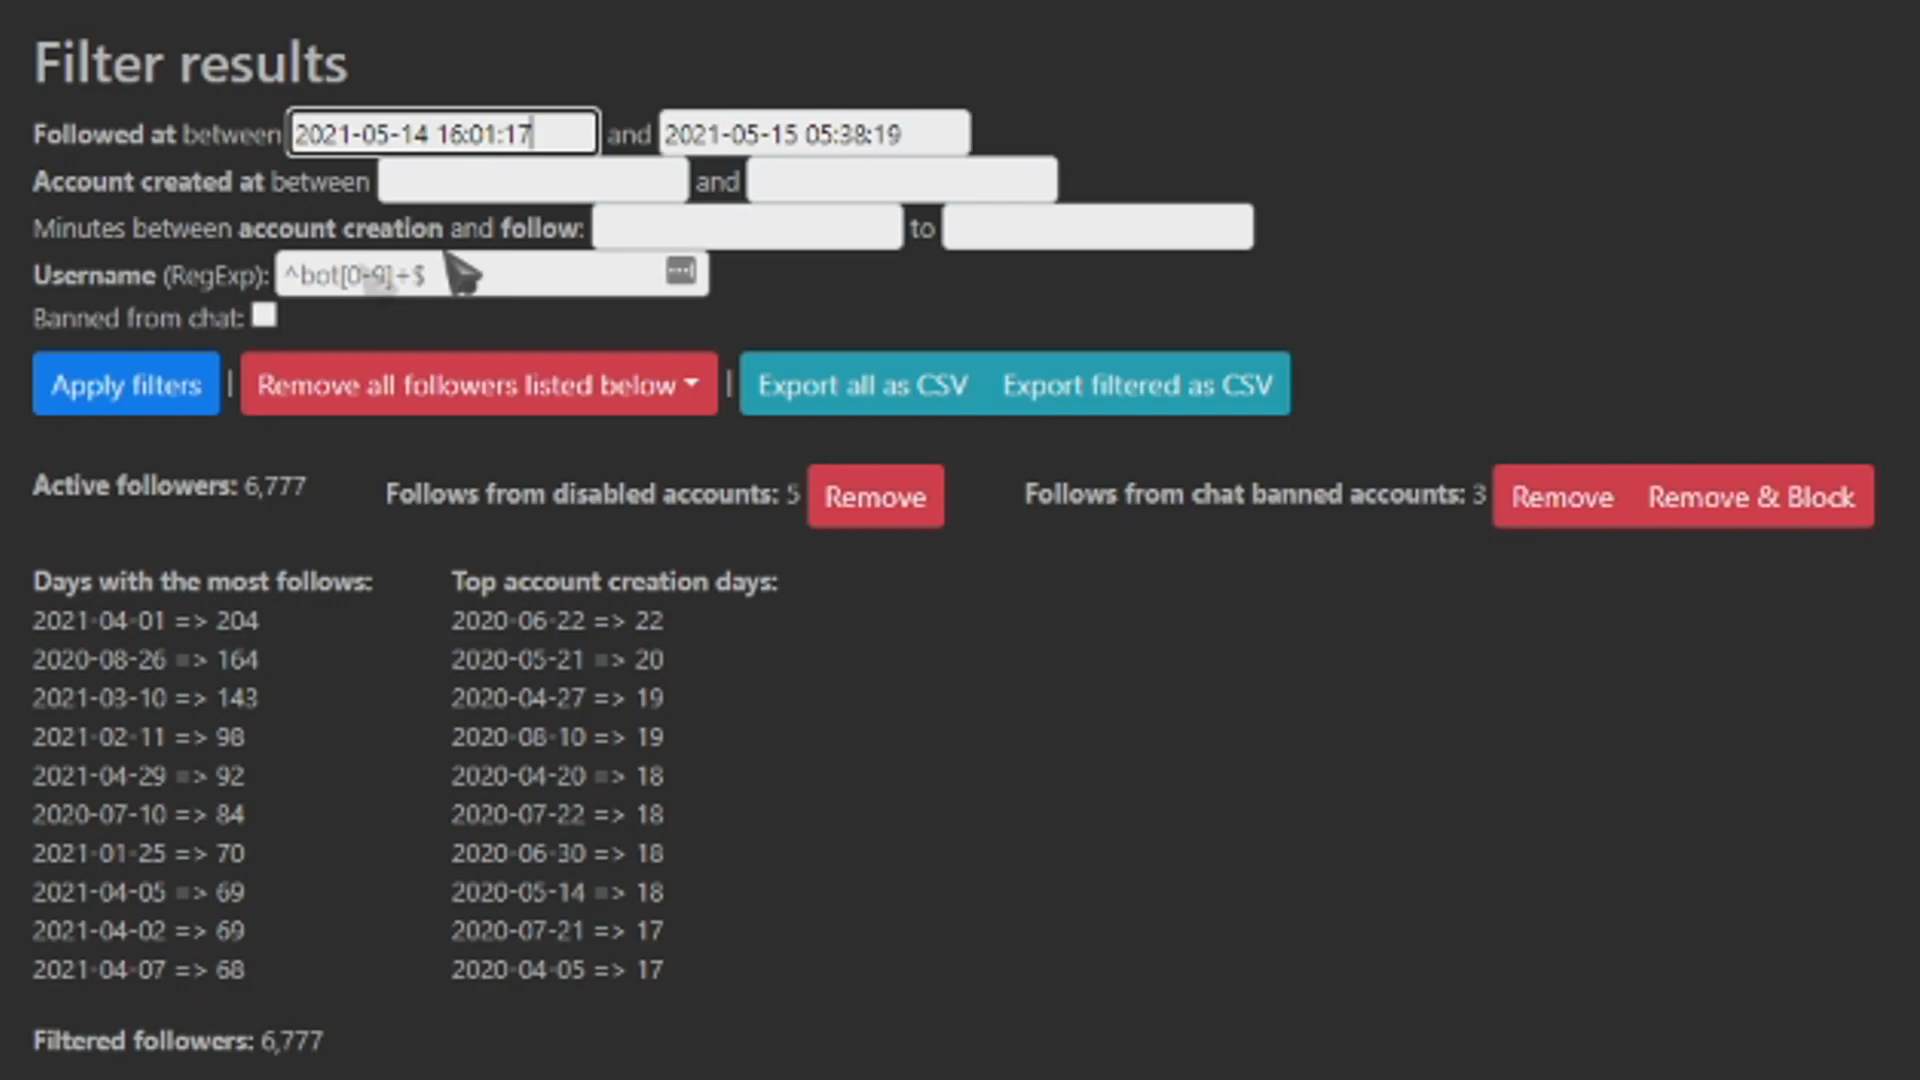 Filter results
Followed at between 2021-05-14 16:01:17 and 2021-05-15 05:38:19
Account created at between and
Minutes between account creation and follow: to
Username (RegExp): ^bot[0-9]+$
Banned from chat:
Apply filters | Remove all followers listed below | Export all as CSV Export filtered as CSV
Active followers: 6,777 Follows from disabled accounts: 5 Remove Follows from chat banned accounts: 3 Remove Remove & Block
Days with the most follows: Top account creation days:
2021-04-01 => 204 2020-06-22 => 22
2020-08-26 => 164 2020-05-21 => 20
2021-03-10 => 143 2020-04-27 => 19
2021-02-11 => 98 2020-08-10 => 19
2021-04-29 => 92 2020-04-20 => 18
2020-07-10 => 84 2020-07-22 => 18
2021-01-25 => 70 2020-06-30 => 18
2021-04-05 => 69 2020-05-14 => 18
2021-04-02 => 69 2020-07-21 => 17
2021-04-07 => 68 2020-04-05 => 17
Filtered followers: 6,777